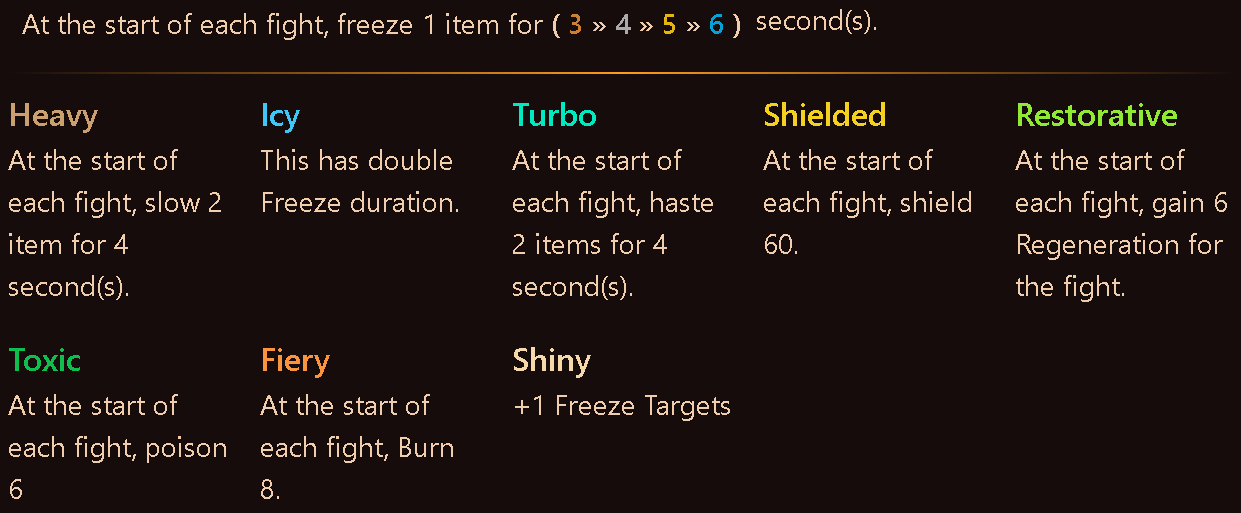 At the start of each fight, freeze 1 item for ( 3 » 4 » 5 » 6 ) second(s).
Heavy
At the start of
each fight, slow 2
item for 4
second(s).
Icy
This has double
Freeze duration.
Turbo
At the start of
each fight, haste
2 items for 4
second(s).
Shielded
At the start of
each fight, shield
60.
Restorative
At the start of
each fight, gain 6
Regeneration for
the fight.
Toxic
At the start of
each fight, poison
6
Fiery
At the start of
each fight, Burn
8.
Shiny
+1 Freeze Targets